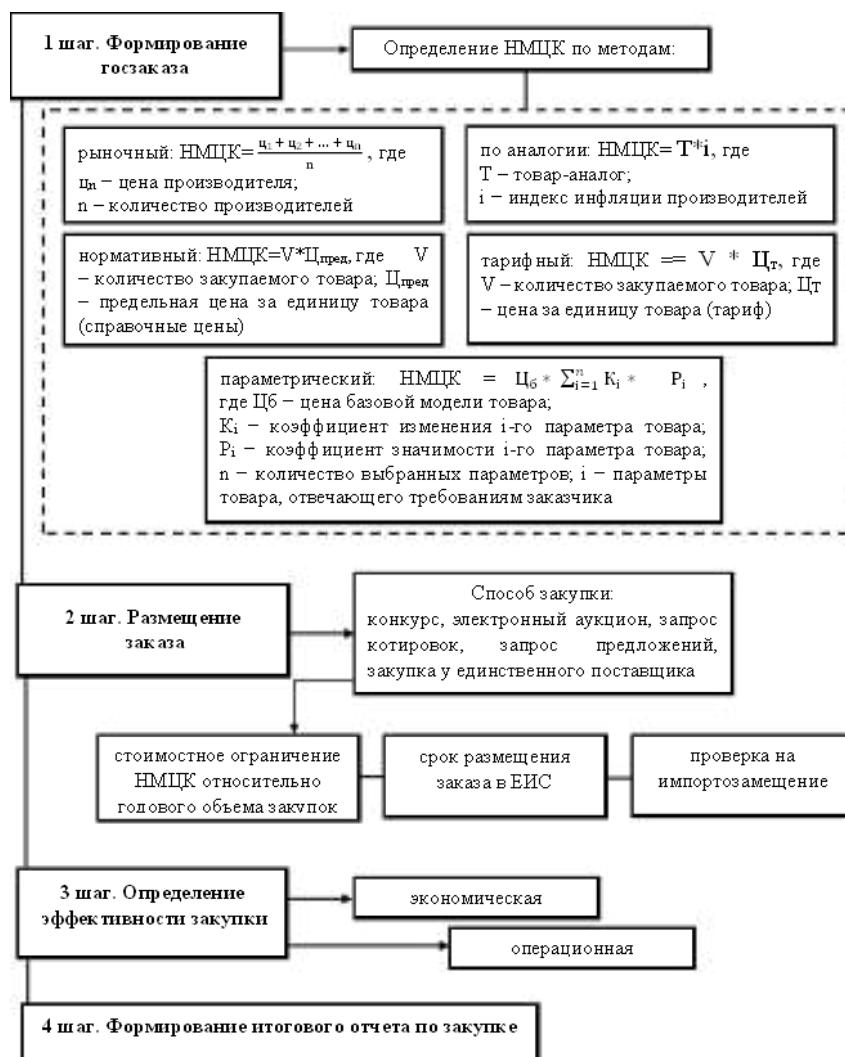 1 шаг. Формирование
госзаказа
Определение НМЦК по методам:
рыночный: НМЦК=(ц₁ + ц₂ + ... + цₙ)/n, где
цn – цена производителя;
n – количество производителей
по аналогии: НМЦК= T*i, где
Т – товар-аналог;
i – индекс инфляции производителей
нормативный: НМЦК=V*Цпред, где V
– количество закупаемого товара; Цпред
– предельная цена за единицу товара
(справочные цены)
тарифный: НМЦК == V * Цт, где
V – количество закупаемого товара; Цт
– цена за единицу товара (тариф)
параметрический: НМЦК = Цб * ∑ⁿᵢ₌₁ Kᵢ * Pᵢ ,
где Цб – цена базовой модели товара;
Кi – коэффициент изменения i-го параметра товара;
Рi – коэффициент значимости i-го параметра товара;
n – количество выбранных параметров; i – параметры
товара, отвечающего требованиям заказчика
2 шаг. Размещение
заказа
Способ закупки:
конкурс, электронный аукцион, запрос
котировок, запрос предложений,
закупка у единственного поставщика
стоимостное ограничение
НМЦК относительно
годового объема закупок
срок размещения
заказа в ЕИС
проверка на
импортозамещение
3 шаг. Определение
эффективности закупки
экономическая
операционная
4 шаг. Формирование итогового отчета по закупке